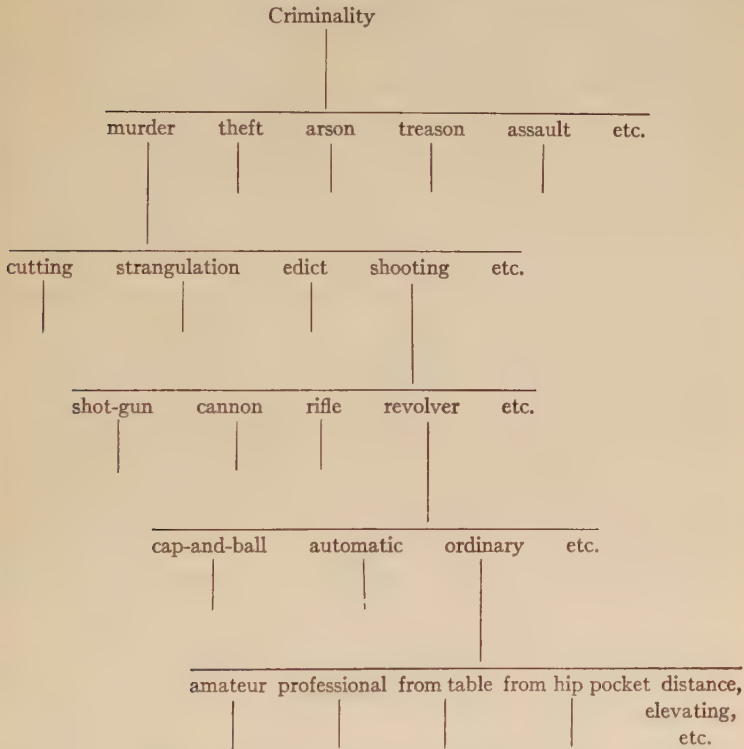 Criminality
murder theft arson treason assault etc.
cutting strangulation edict shooting etc.
shot-gun cannon rifle revolver etc.
cap-and-ball automatic ordinary etc.
amateur professional from table from hip pocket distance,
elevating,
etc.